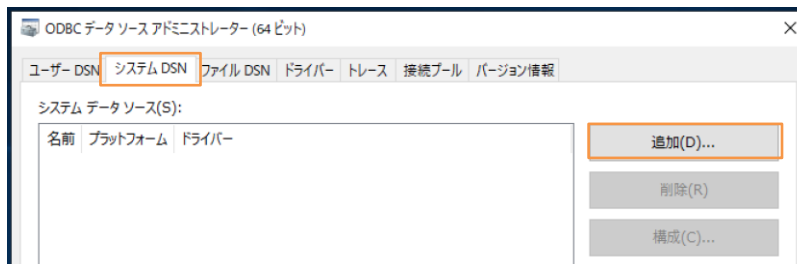 ODBC データ ソース アドミニストレーター (64 ビット)
ユーザー DSN システム DSN ファイル DSN ドライバー トレース 接続プール バージョン情報
システム データ ソース(S):
名前 プラットフォーム ドライバー
追加(D)...
削除(R)
構成(C)...